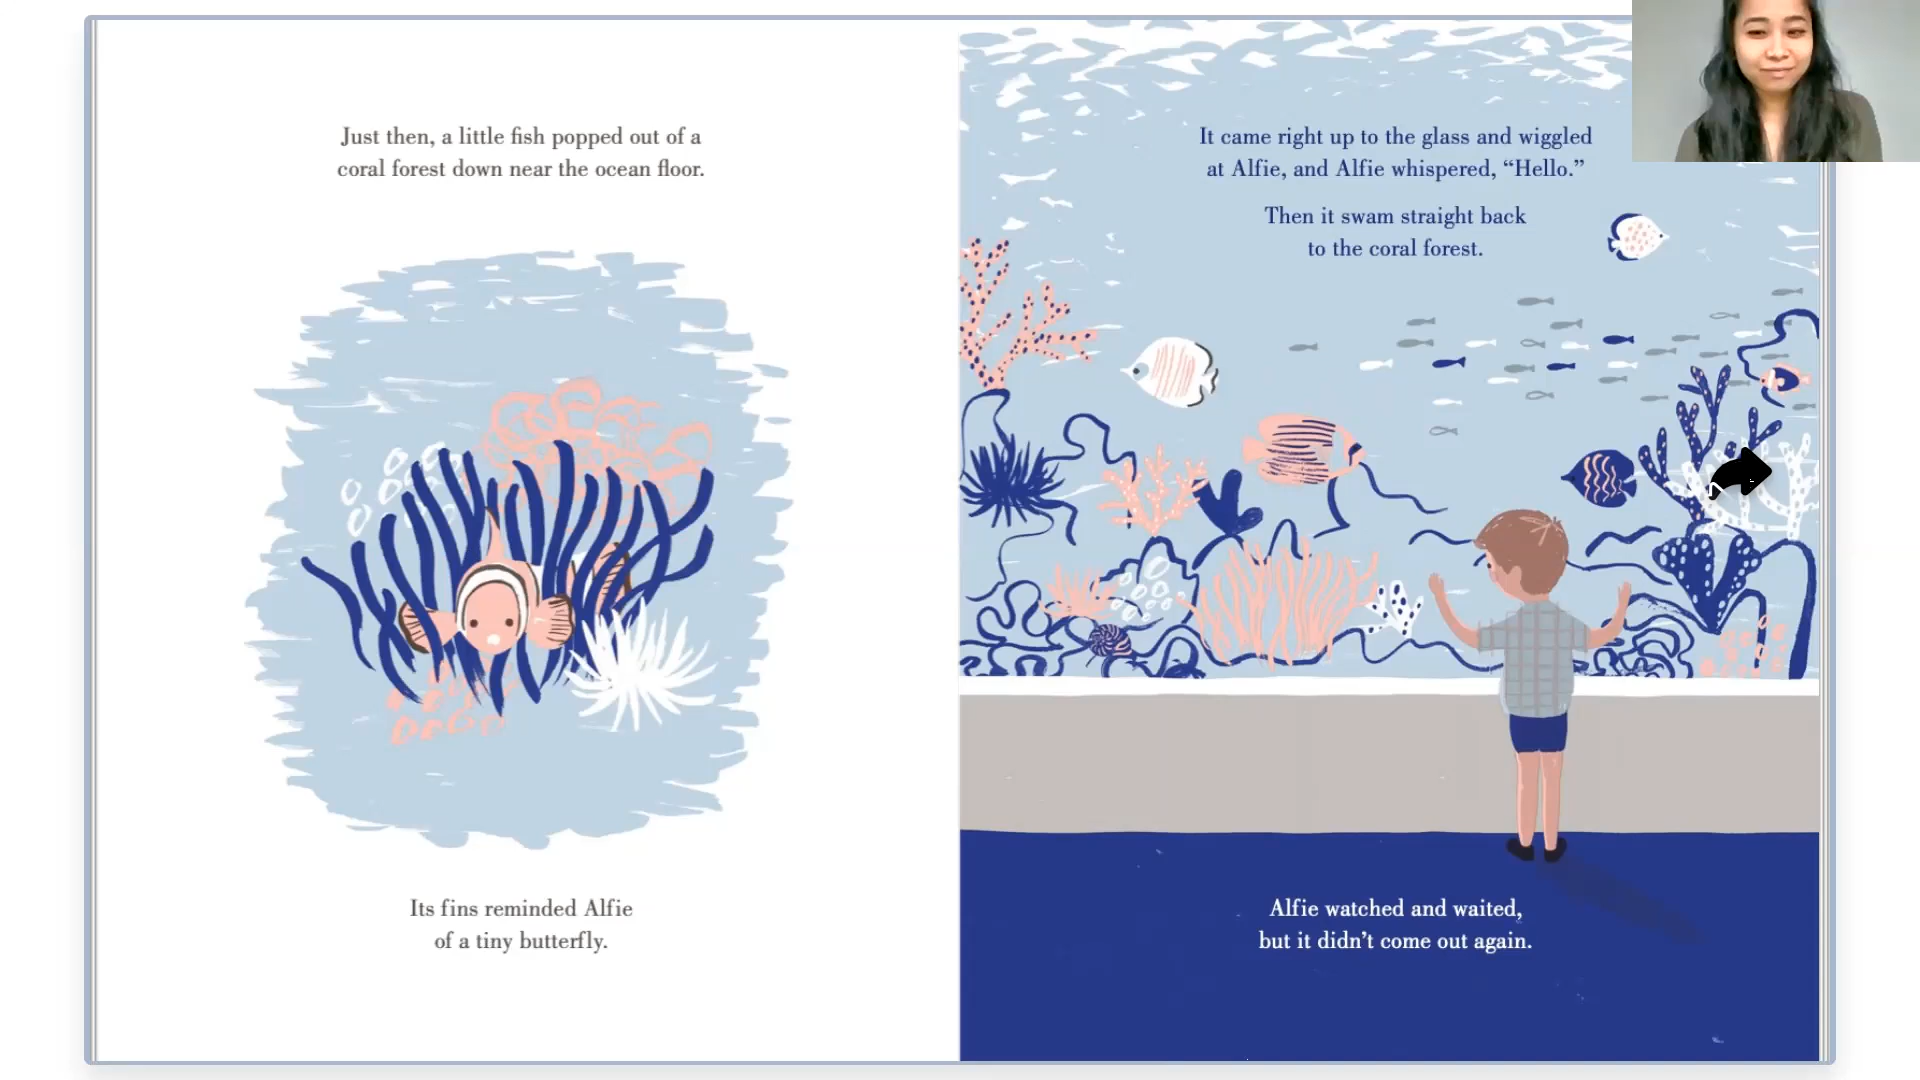 Just then, a little fish popped out of a
coral forest down near the ocean floor.
Its fins reminded Alfie
of a tiny butterfly.
It came right up to the glass and wiggled
at Alfie, and Alfie whispered, “Hello.”
Then it swam straight back
to the coral forest.
Alfie watched and waited,
but it didn’t come out again.